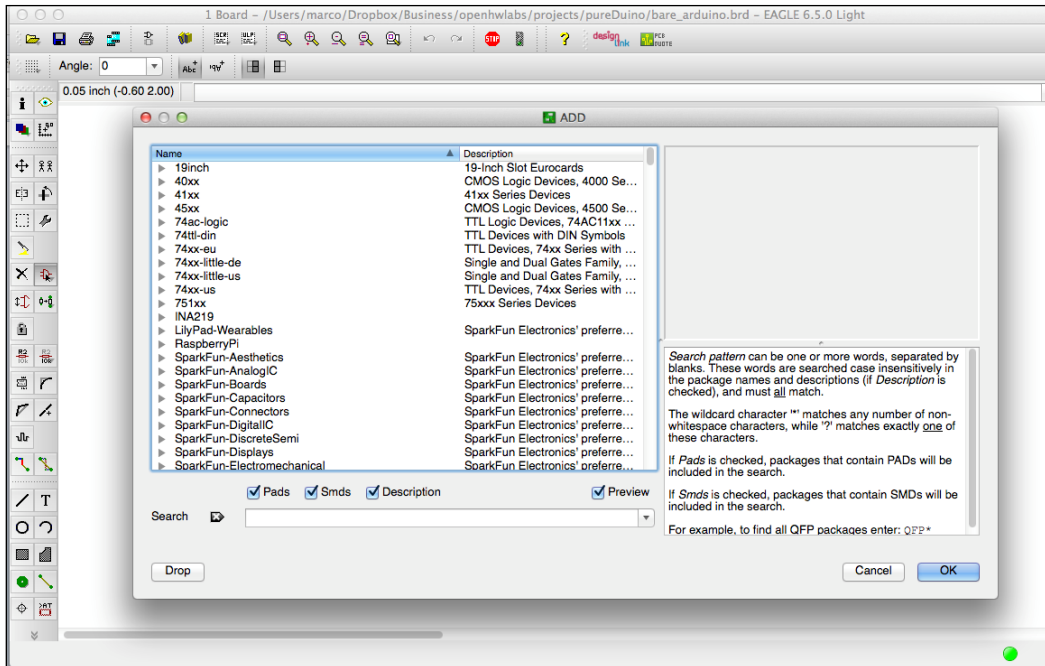 1 Board – /Users/marco/Dropbox/Business/openhwlabs/projects/pureDuino/bare_arduino.brd – EAGLE 6.5.0 Light
SCR ULP STOP ? design link PCB QUOTE
Angle: 0 Abc
0.05 inch (-0.60 2.00)
ADD
Name Description
19inch 19-Inch Slot Eurocards
40xx CMOS Logic Devices, 4000 Se...
41xx 41xx Series Devices
45xx CMOS Logic Devices, 4500 Se...
74ac-logic TTL Logic Devices, 74AC11xx ...
74ttl-din TTL Devices with DIN Symbols
74xx-eu TTL Devices, 74xx Series with ...
74xx-little-de Single and Dual Gates Family, ...
74xx-little-us Single and Dual Gates Family, ...
74xx-us TTL Devices, 74xx Series with ...
751xx 75xxx Series Devices
INA219
LilyPad-Wearables SparkFun Electronics' preferre...
RaspberryPi
SparkFun-Aesthetics SparkFun Electronics' preferre...
SparkFun-AnalogIC SparkFun Electronics' preferre...
SparkFun-Boards SparkFun Electronics' preferre...
SparkFun-Capacitors SparkFun Electronics' preferre...
SparkFun-Connectors SparkFun Electronics' preferre...
SparkFun-DigitalIC SparkFun Electronics' preferre...
SparkFun-DiscreteSemi SparkFun Electronics' preferre...
SparkFun-Displays SparkFun Electronics' preferre...
SparkFun-Electromechanical SparkFun Electronics' preferre...
Search pattern can be one or more words, separated by
blanks. These words are searched case insensitively in
the package names and descriptions (if Description is
checked), and must all match.
The wildcard character '*' matches any number of non-
whitespace characters, while '?' matches exactly one of
these characters.
If Pads is checked, packages that contain PADs will be
included in the search.
If Smds is checked, packages that contain SMDs will be
included in the search.
For example, to find all QFP packages enter: QFP*
Pads Smds Description Preview
Search
Drop Cancel OK
R2
T